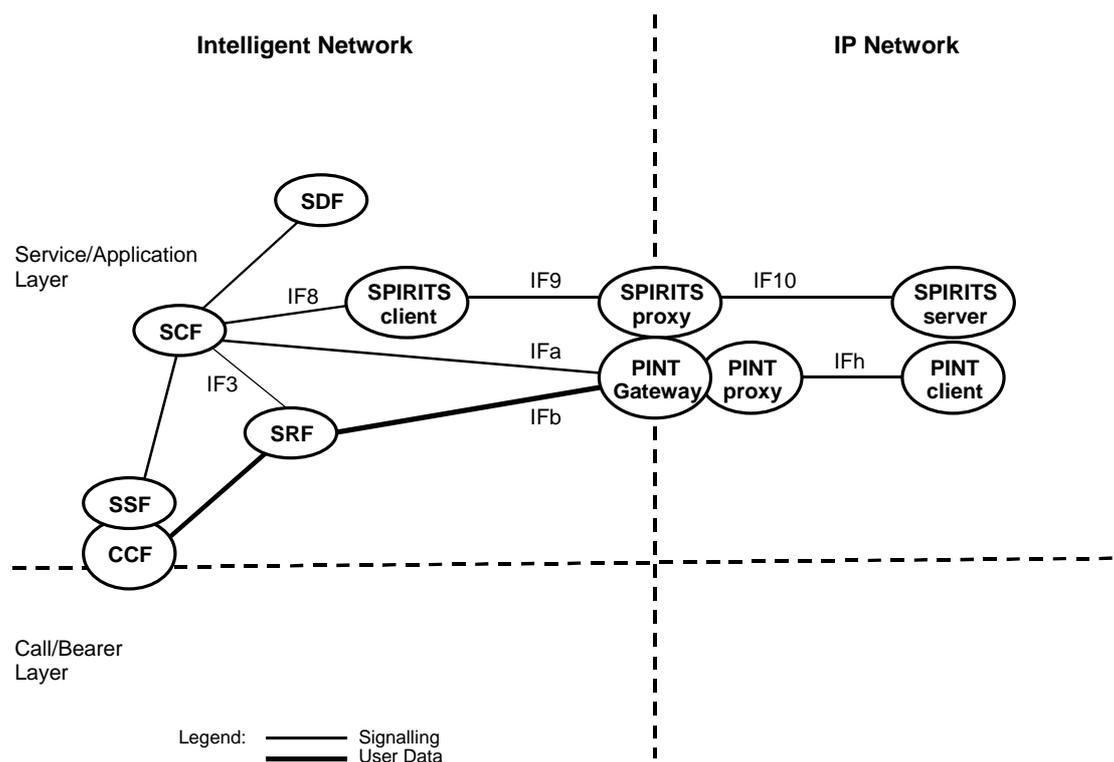 Intelligent Network
IP Network
SDF
Service/Application
Layer
IF8
SPIRITS
client
IF9
SPIRITS
proxy
IF10
SPIRITS
server
SCF
IFa
IF3
PINT
Gateway
PINT
proxy
IFh
PINT
client
IFb
SRF
SSF
CCF
Call/Bearer
Layer
Legend:
Signalling
User Data